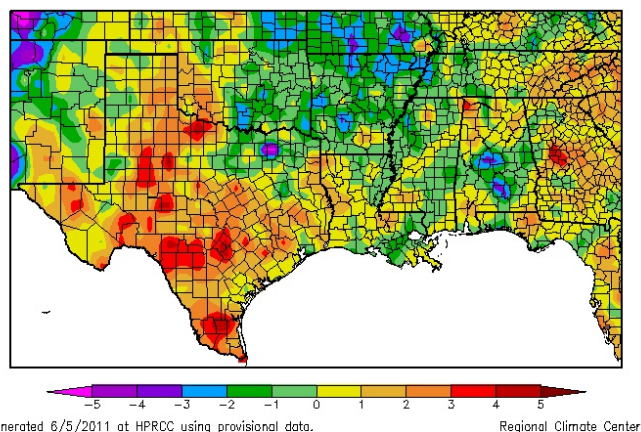 -5 -4 -3 -2 -1 0 1 2 3 4 5
nerated 6/5/2011 at HPRCC using provisional data. Regional Climate Center